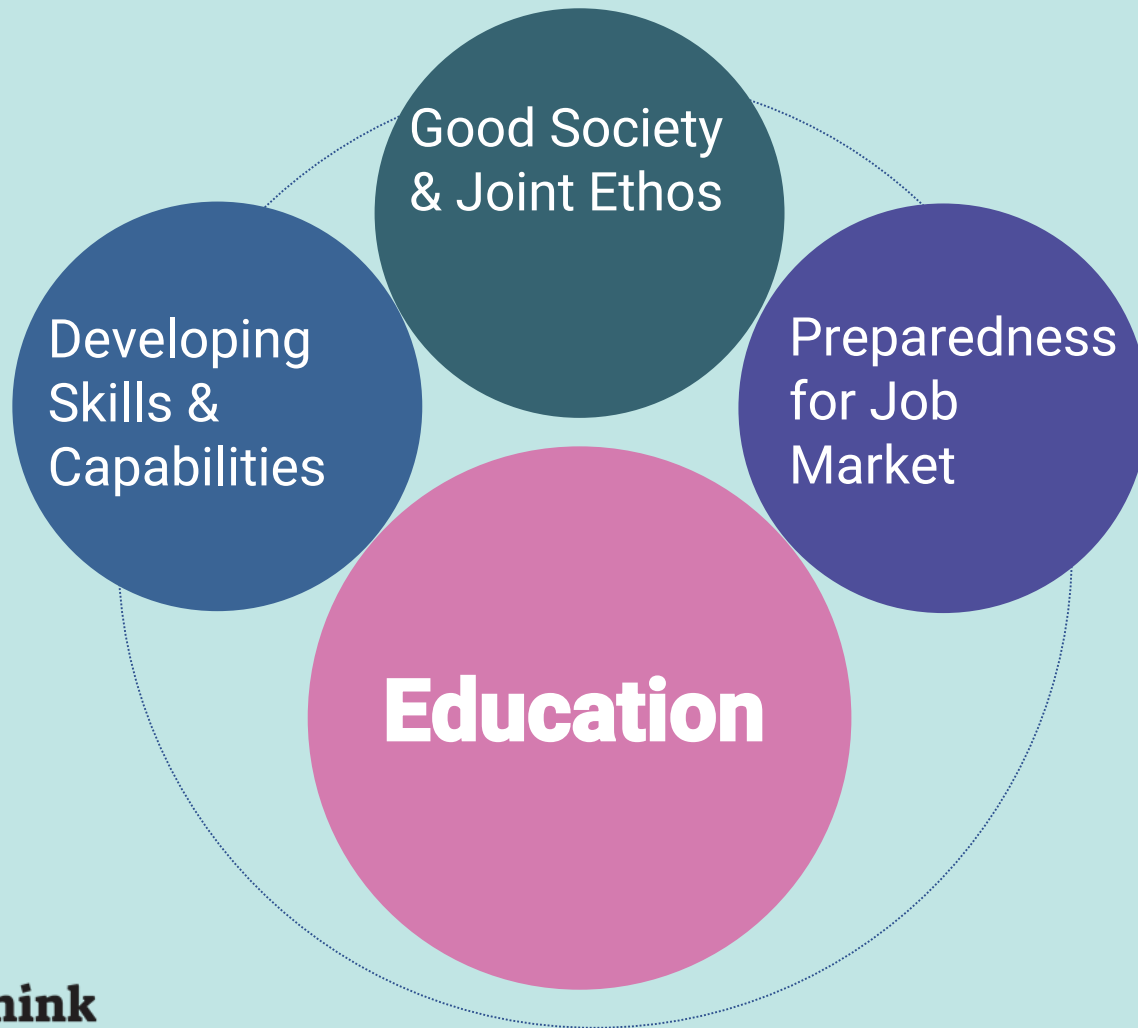 Good Society
& Joint Ethos
Developing
Skills &
Capabilities
Preparedness
for Job
Market
Education